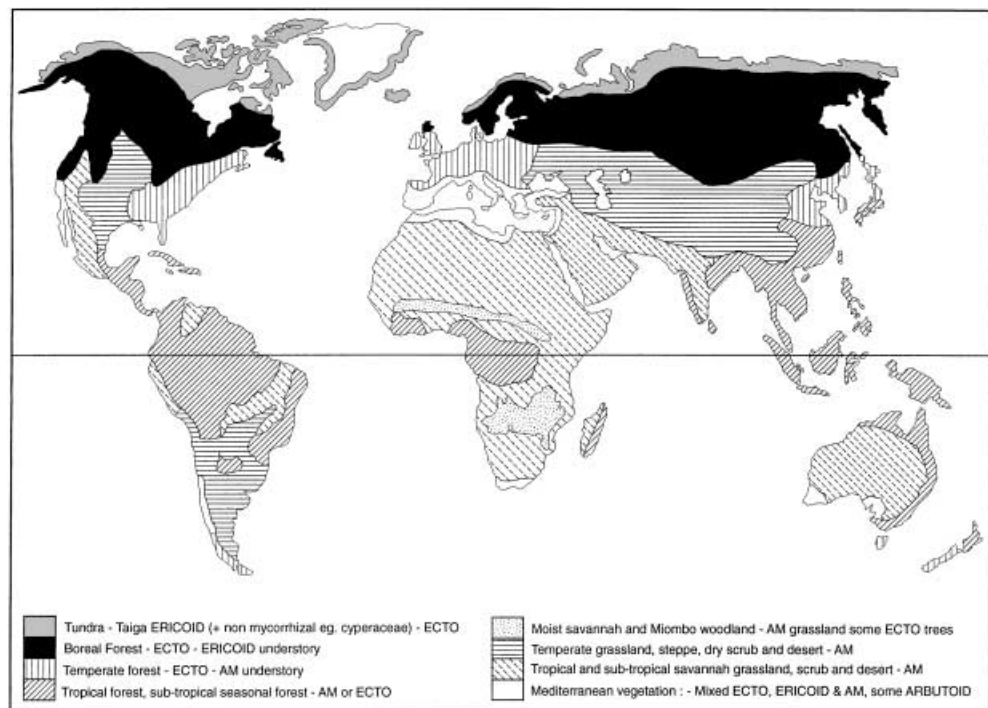 Tundra - Taiga ERICOID (+ non mycorrhizal eg. cyperaceae) - ECTO
Boreal Forest - ECTO - ERICOID understory
Temperate forest - ECTO - AM understory
Tropical forest, sub-tropical seasonal forest - AM or ECTO
Moist savannah and Miombo woodland - AM grassland some ECTO trees
Temperate grassland, steppe, dry scrub and desert - AM
Tropical and sub-tropical savannah grassland, scrub and desert - AM
Mediterranean vegetation : - Mixed ECTO, ERICOID & AM, some ARBUTOID